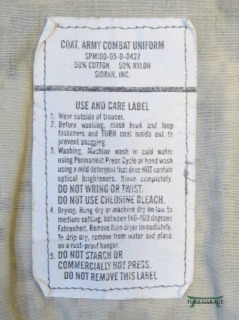 COAT, ARMY COMBAT UNIFORM
SPM100-05-D-0422
50% COTTON 50% NYLON
SIORAN, INC.
USE AND CARE LABEL
1. Wear outside of trouser.
2. Before washing, close hook and loop
fasteners and TURN coat inside out to
prevent snagging.
3. Washing: Machine wash in cold water
using Permanent Press Cycle or hand wash
using a mild detergent that does NOT contain
optical brighteners. Rinse completely.
DO NOT WRING OR TWIST.
DO NOT USE CHLORINE BLEACH.
4. Drying: Hang dry or machine dry on low to
medium setting, between 140-160 degrees
Fahrenheit. Remove from dryer immediately.
To drip dry, remove from water and place
on a rust-proof hanger.
5. DO NOT STARCH OR
COMMERCIALLY HOT PRESS.
DO NOT REMOVE THIS LABEL